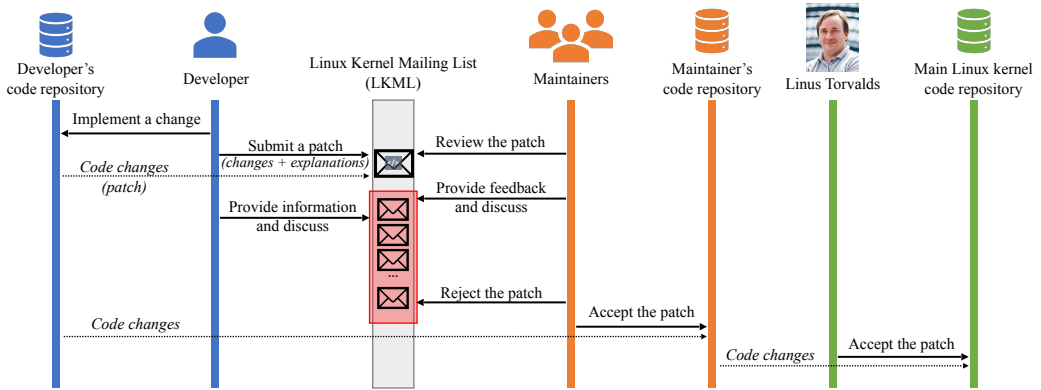 Developer's
code repository
Developer
Linux Kernel Mailing List
(LKML)
Maintainers
Maintainer's
code repository
Linus Torvalds
Main Linux kernel
code repository
Implement a change
Submit a patch
(changes + explanations)
Review the patch
</>
Code changes
(patch)
Provide feedback
and discuss
Provide information
and discuss
...
Reject the patch
Accept the patch
Code changes
Accept the patch
Code changes